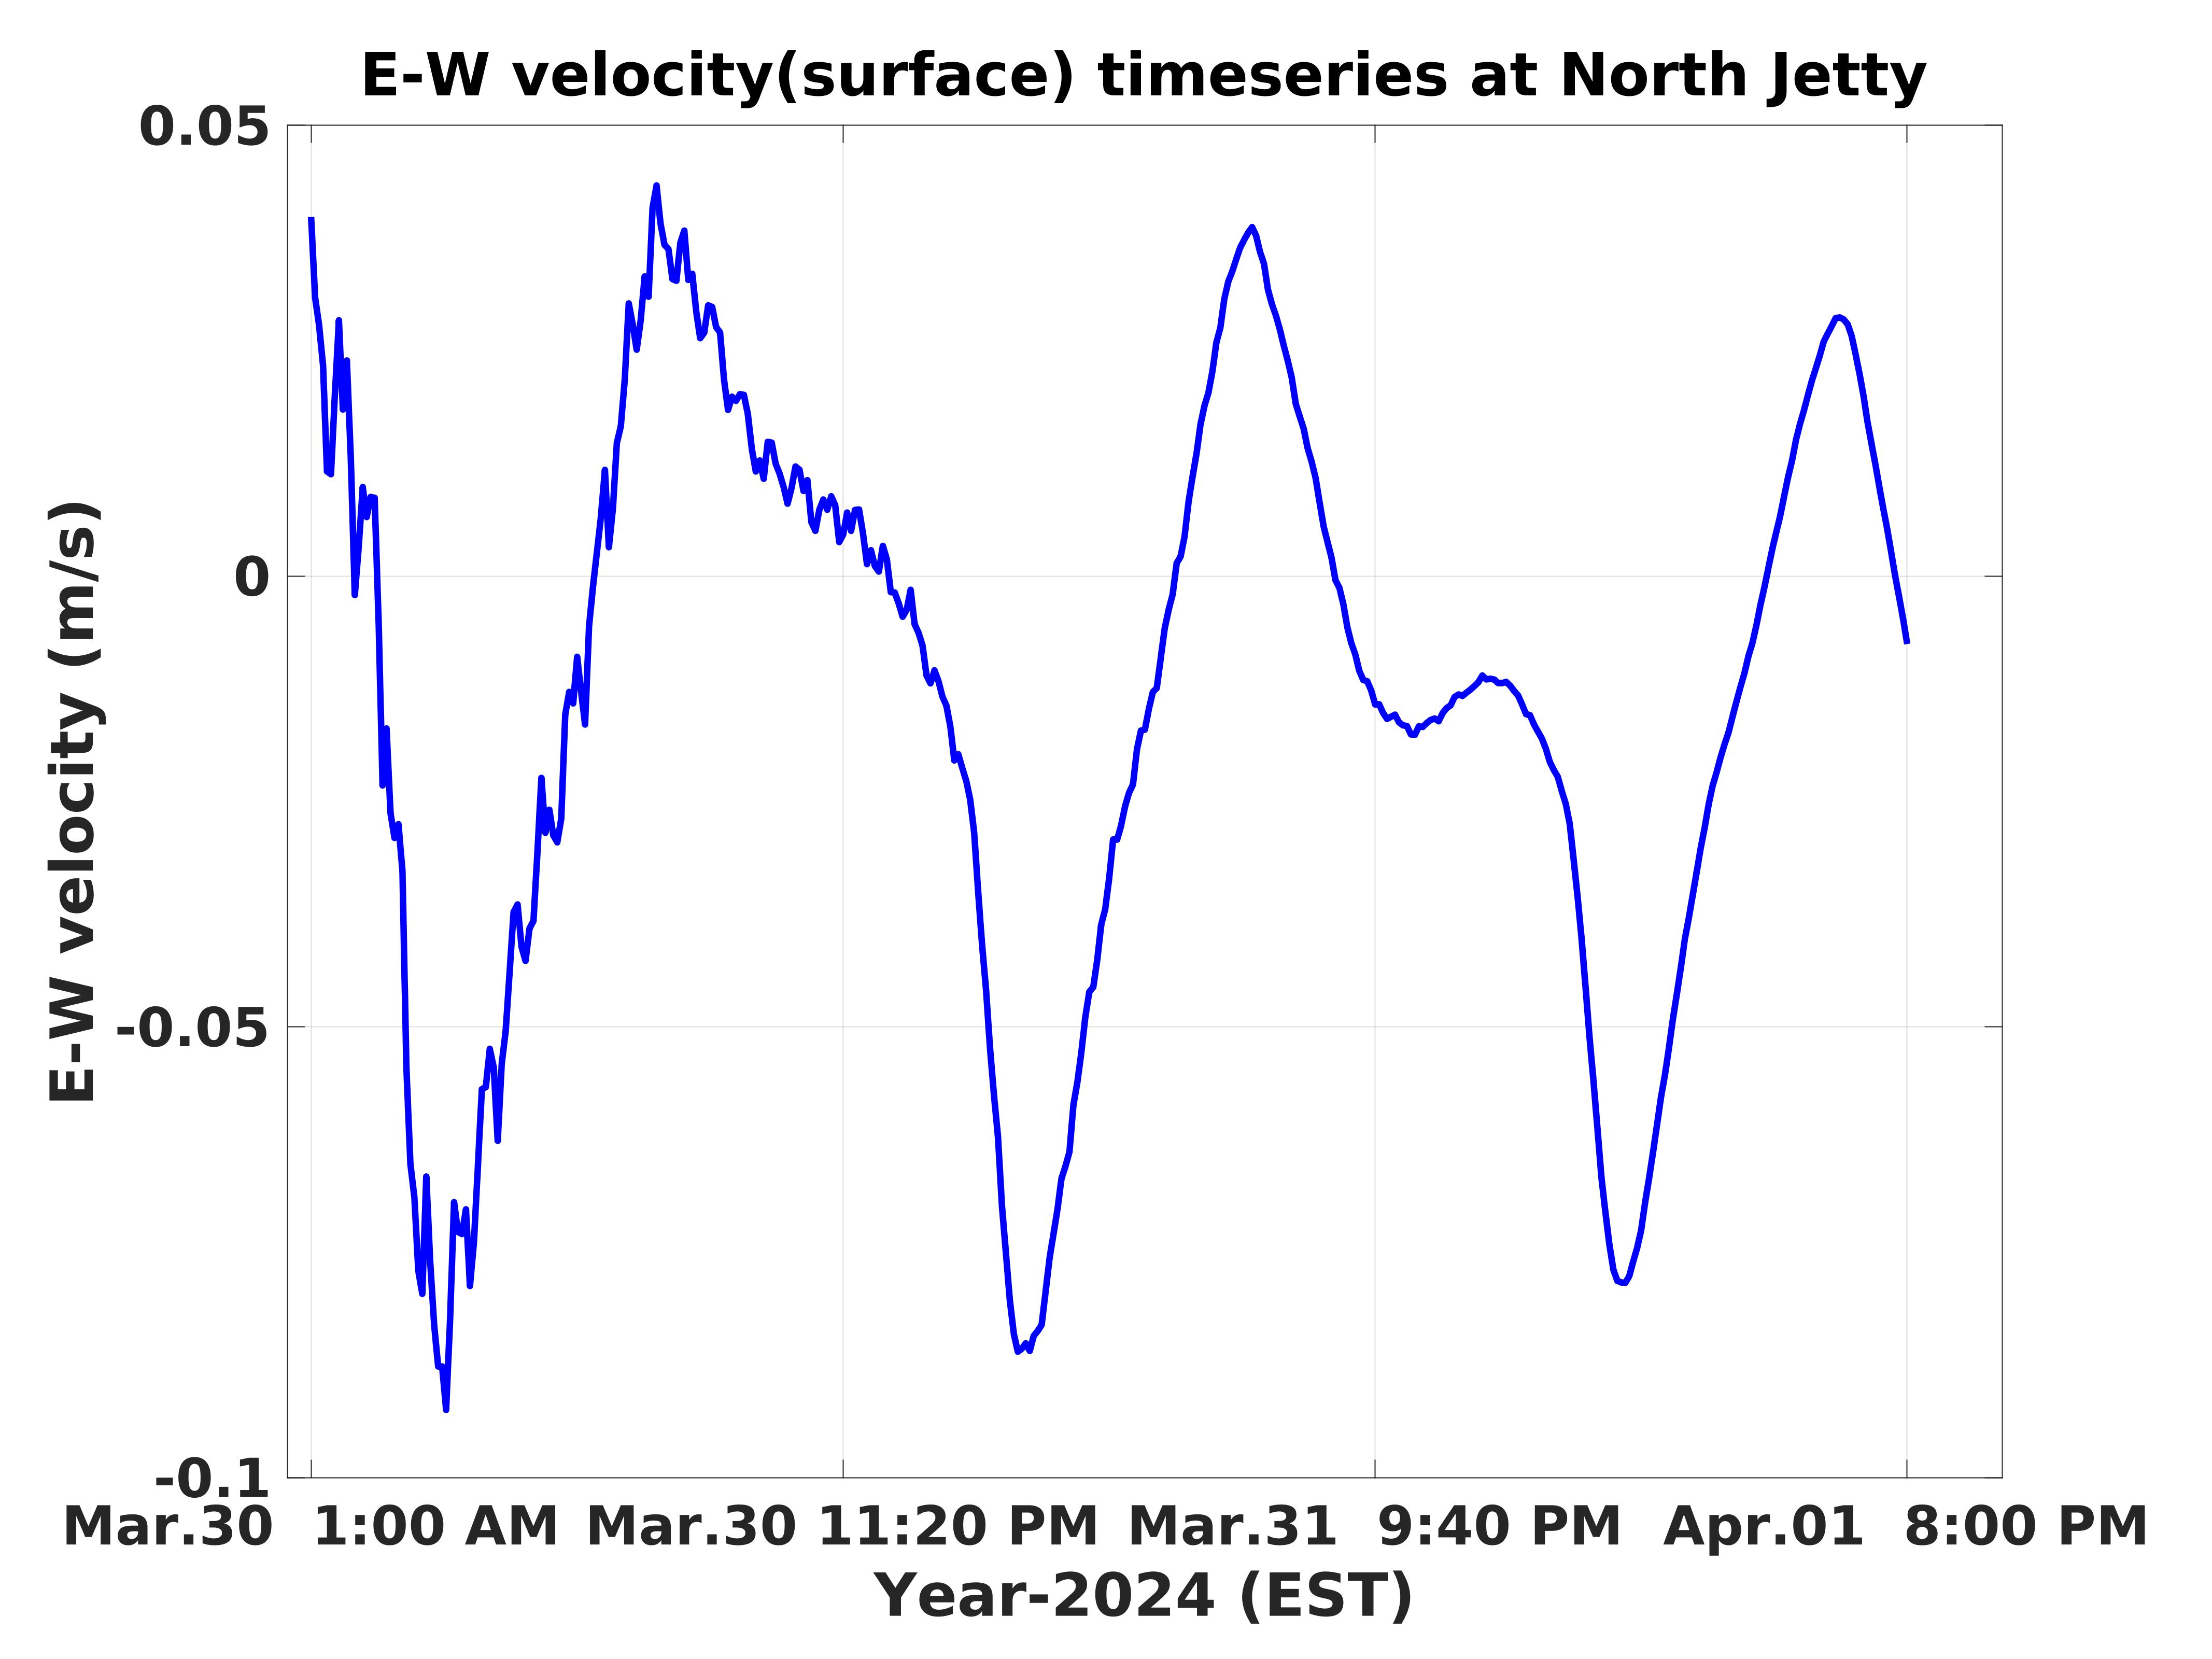 E-W velocity(surface) timeseries at North Jetty
0.05
0
-0.05
-0.1
E-W velocity (m/s)
Mar.30 1:00 AM Mar.30 11:20 PM Mar.31 9:40 PM Apr.01 8:00 PM
Year-2024 (EST)